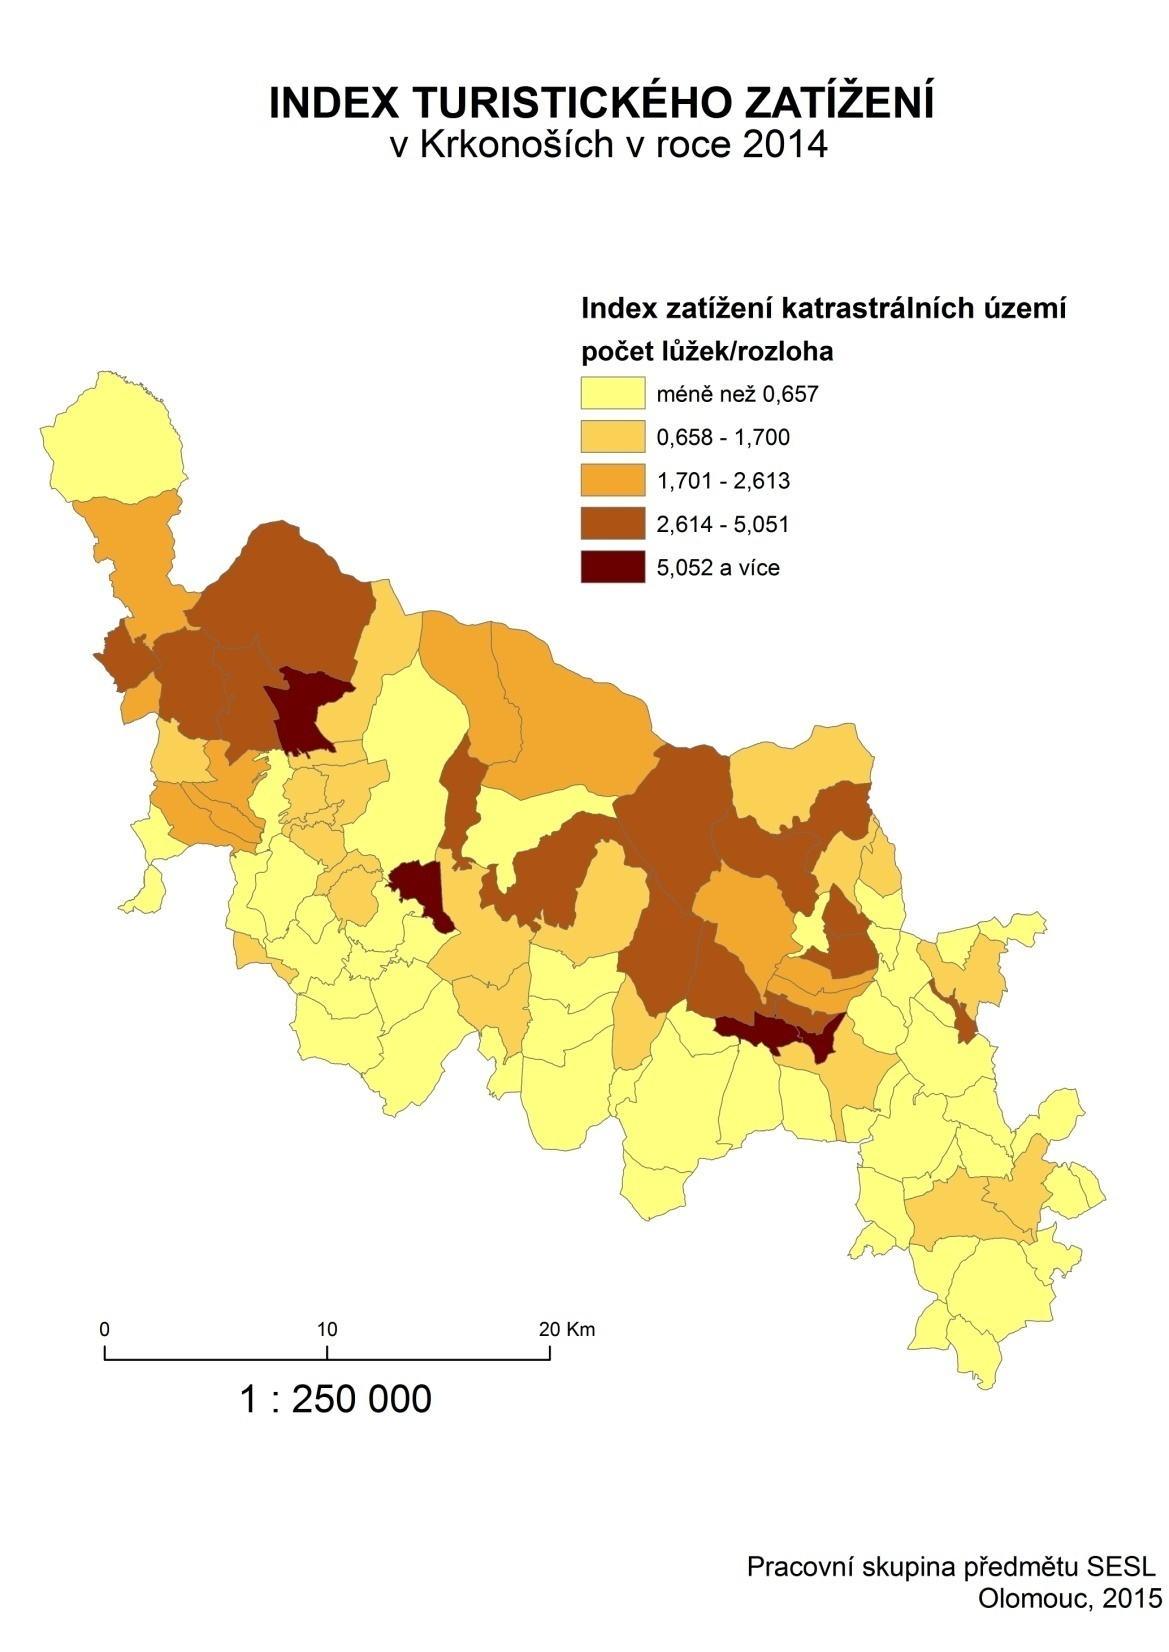 INDEX TURISTICKÉHO ZATÍŽENÍ
v Krkonoších v roce 2014
Index zatížení katrastrálních území
počet lůžek/rozloha
méně než 0,657
0,658 - 1,700
1,701 - 2,613
2,614 - 5,051
5,052 a více
0 10 20 Km
1 : 250 000
Pracovní skupina předmětu SESL
Olomouc, 2015